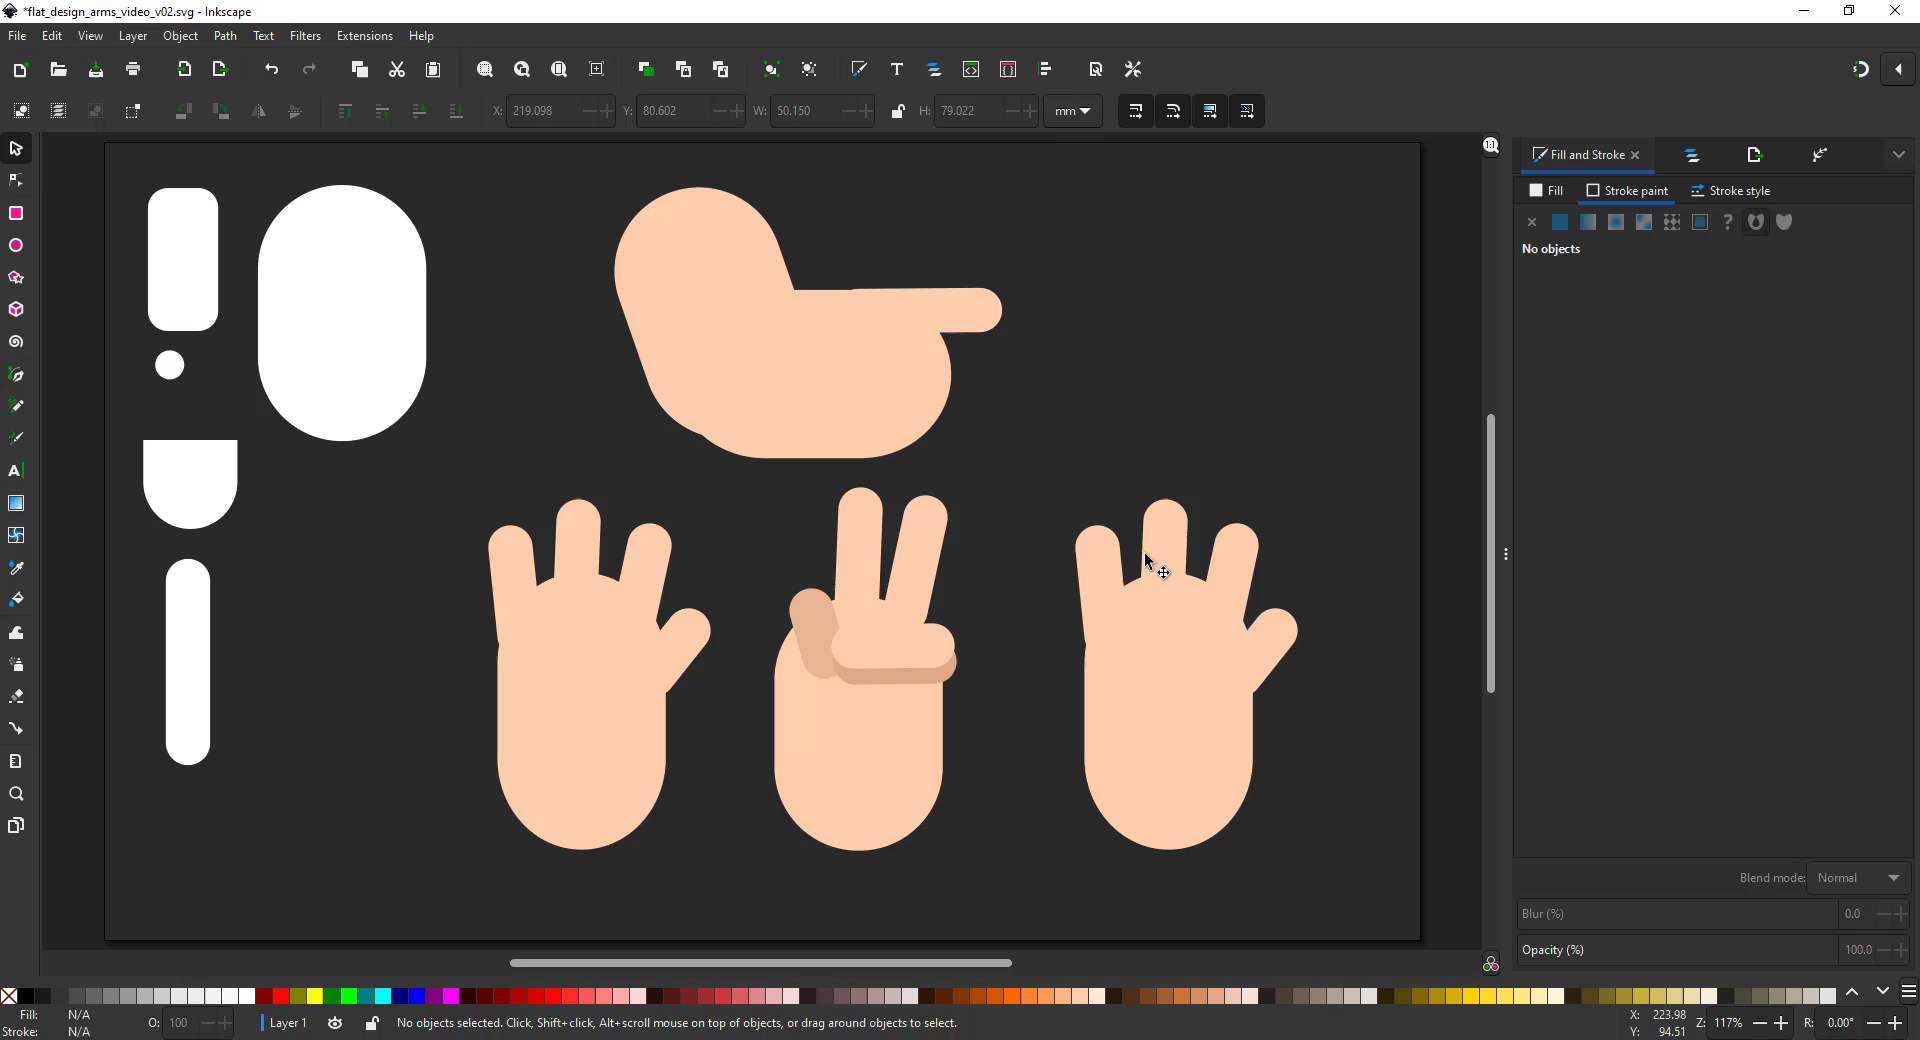 *flat_design_arms_video_v02.svg - Inkscape
File Edit View Layer Object Path Text Filters Extensions Help
X: 219.098 Y: 80.602 W: 50.150 H: 79.022 mm
1:1
Fill and Stroke
Fill Stroke paint Stroke style
No objects
Blend mode: Normal
Blur (%) 0.0
Opacity (%) 100.0
Fill: N/A
Stroke: N/A
O: 100
Layer 1
No objects selected. Click, Shift+click, Alt+scroll mouse on top of objects, or drag around objects to select.
X: 223.98
Y: 94.51
Z: 117%
R: 0.00°